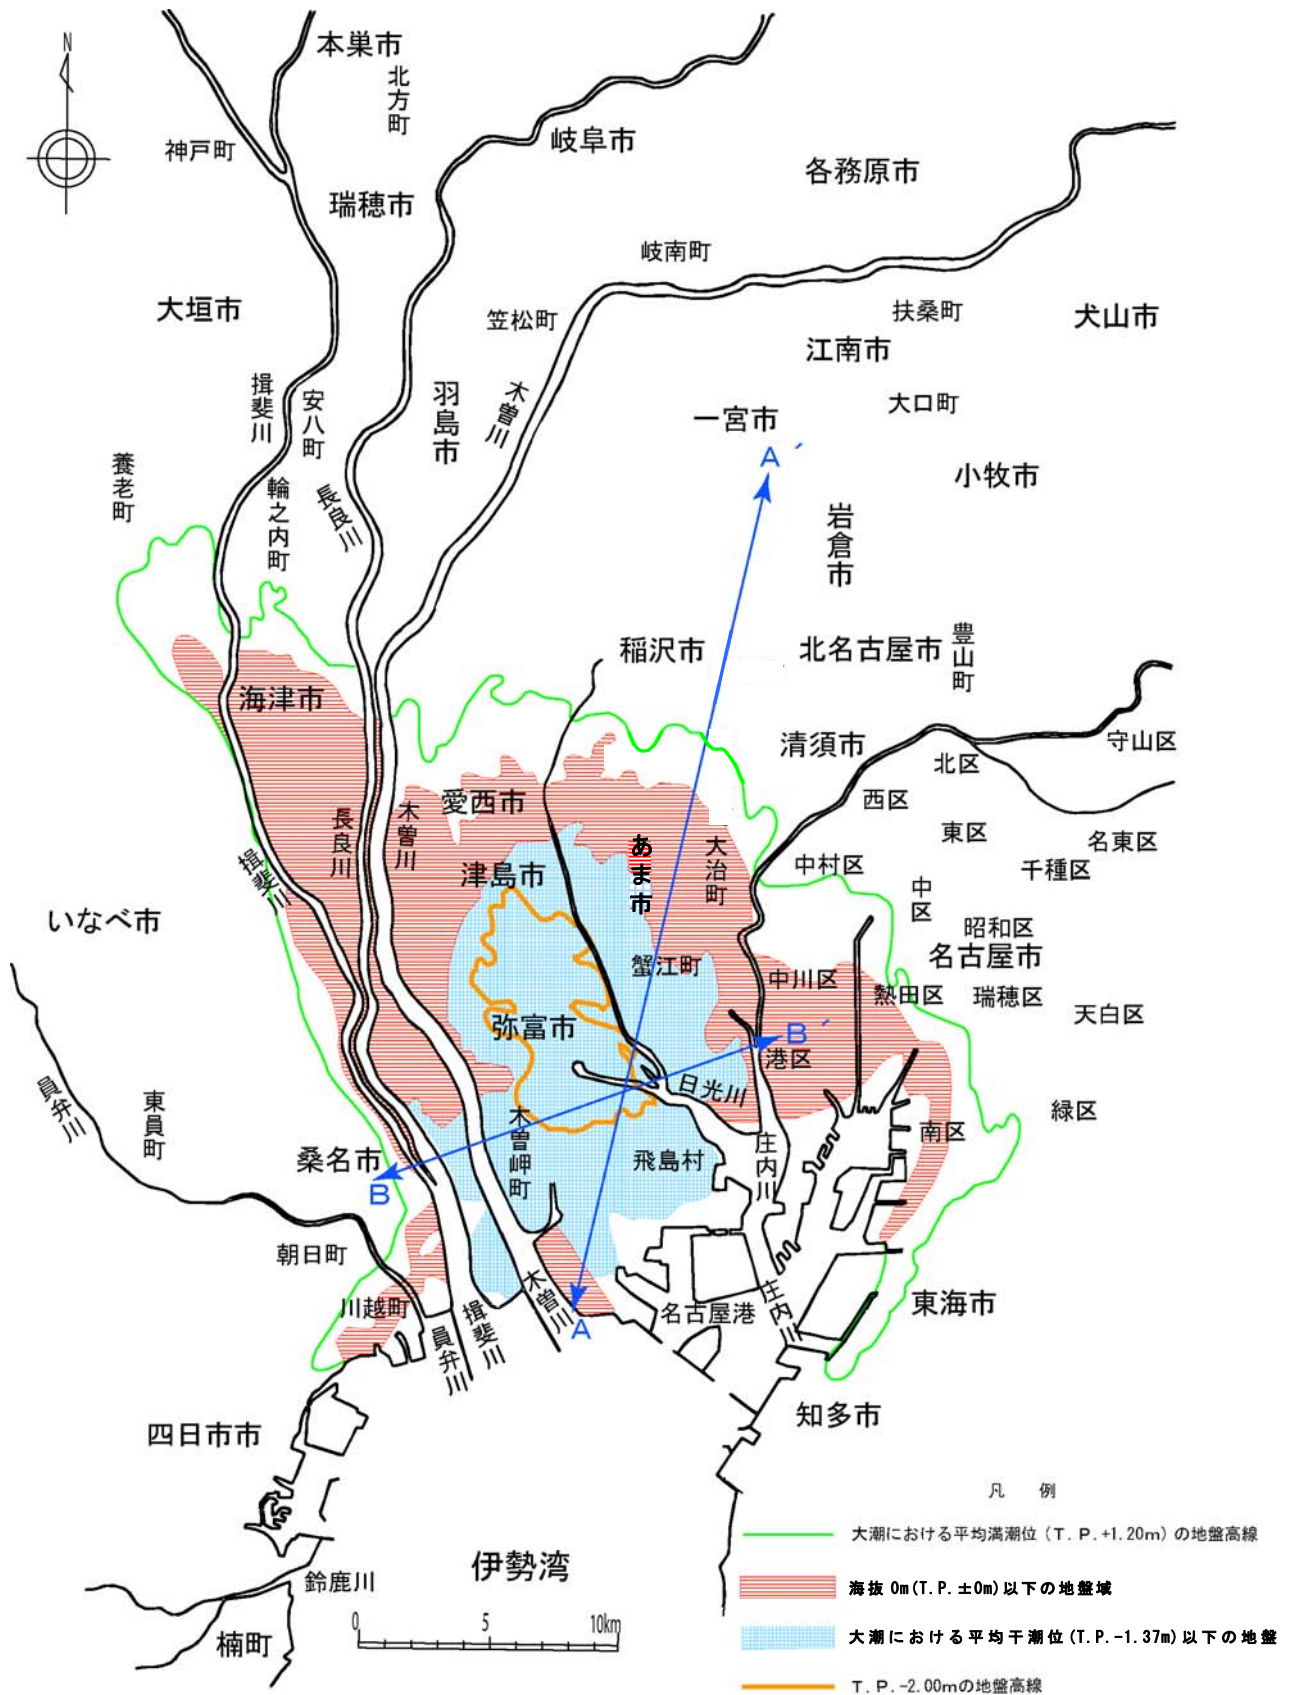 N
本巣市
北方町
神戸町
岐阜市
各務原市
瑞穂市
岐南町
大垣市
笠松町
扶桑町
犬山市
江南市
揖斐川
安八町
羽島市
木曽川
一宮市
大口町
A´
養老町
輪之内町
長良川
小牧市
岩倉市
稲沢市
北名古屋市
豊山町
海津市
清須市
守山区
北区
愛西市
西区
長良川
木曽川
東区
名東区
あま市
大治町
中村区
千種区
揖斐川
津島市
中区
いなべ市
昭和区
名古屋市
蟹江町
中川区
熱田区
瑞穂区
天白区
弥富市
B´
港区
員弁川
東員町
日光川
緑区
木曽岬町
南区
桑名市
飛島村
庄内川
B
朝日町
川越町
木曽川
名古屋港
庄内川
東海市
A
員弁川
揖斐川
知多市
四日市市
凡 例
大潮における平均満潮位(T.P.+1.20m)の地盤高線
伊勢湾
鈴鹿川
海抜0m(T.P.±0m)以下の地盤域
0 5 10km
楠町
大潮における平均干潮位(T.P.-1.37m)以下の地盤
T.P.-2.00mの地盤高線